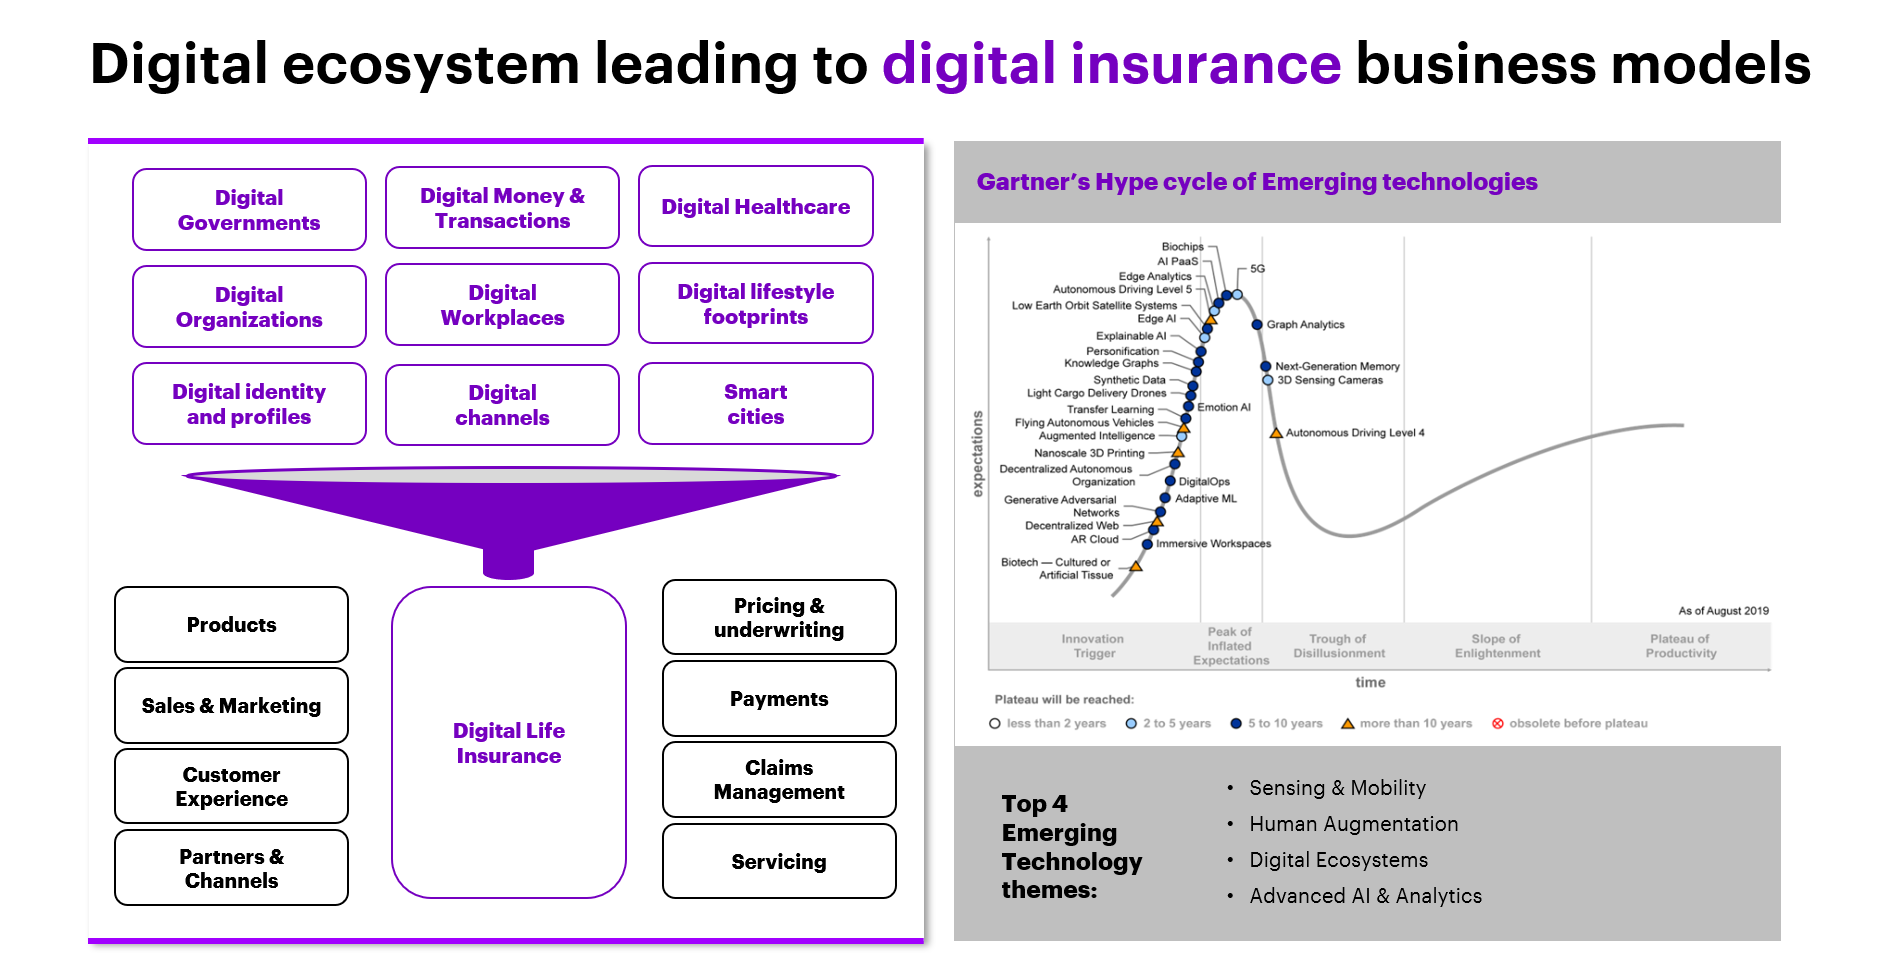 Digital ecosystem leading to digital insurance business models
Digital
Governments
Digital Money &
Transactions
Digital Healthcare
Digital
Organizations
Digital
Workplaces
Digital lifestyle
footprints
Digital identity
and profiles
Digital
channels
Smart
cities
Products
Sales & Marketing
Customer
Experience
Partners &
Channels
Digital Life
Insurance
Pricing &
underwriting
Payments
Claims
Management
Servicing
Gartner's Hype cycle of Emerging technologies
expectations
Biochips
AI PaaS
5G
Edge Analytics
Autonomous Driving Level 5
Low Earth Orbit Satellite Systems
Edge AI
Graph Analytics
Explainable AI
Personification
Knowledge Graphs
Next-Generation Memory
Synthetic Data
3D Sensing Cameras
Light Cargo Delivery Drones
Transfer Learning
Emotion AI
Flying Autonomous Vehicles
Augmented Intelligence
Autonomous Driving Level 4
Nanoscale 3D Printing
Decentralized Autonomous
Organization
DigitalOps
Generative Adversarial
Networks
Adaptive ML
Decentralized Web
AR Cloud
Immersive Workspaces
Biotech — Cultured or
Artificial Tissue
As of August 2019
Innovation
Trigger
Peak of
Inflated
Expectations
Trough of
Disillusionment
Slope of
Enlightenment
Plateau of
Productivity
time
Plateau will be reached:
less than 2 years
2 to 5 years
5 to 10 years
more than 10 years
obsolete before plateau
Top 4
Emerging
Technology
themes:
• Sensing & Mobility
• Human Augmentation
• Digital Ecosystems
• Advanced AI & Analytics